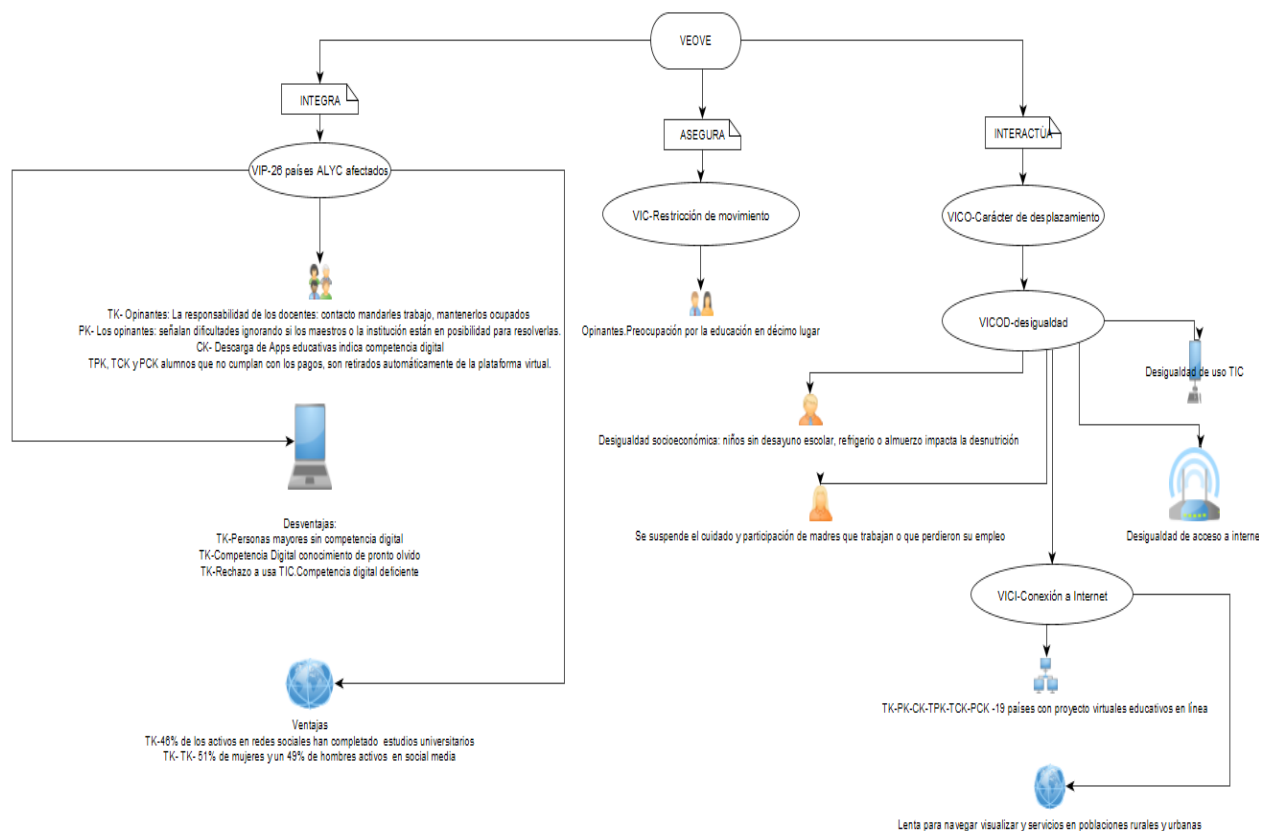 VEOVE
INTEGRA
ASEGURA
INTERACTÚA
VIP-26 países ALYC afectados
VIC-Restricción de movimiento
VICO-Carácter de desplazamiento
TK- Opinantes: La responsabilidad de los docentes: contacto mandarles trabajo, mantenerlos ocupados
PK- Los opinantes: señalan dificultades ignorando si los maestros o la institución están en posibilidad para resolverlas.
CK- Descarga de Apps educativas indica competencia digital
TPK, TCK y PCK alumnos que no cumplan con los pagos, son retirados automáticamente de la plataforma virtual.
Opinantes.Preocupación por la educación en décimo lugar
VICOD-desigualdad
Desigualdad de uso TIC
Desigualdad socioeconómica: niños sin desayuno escolar, refrigerio o almuerzo impacta la desnutrición
Se suspende el cuidado y participación de madres que trabajan o que perdieron su empleo
Desigualdad de acceso a interne
Desventajas:
TK-Personas mayores sin competencia digital
TK-Competencia Digital conocimiento de pronto olvido
TK-Rechazo a usa TIC.Competencia digital deficiente
VICI-Conexión a Internet
TK-PK-CK-TPK-TCK-PCK -19 países con proyecto virtuales educativos en línea
Ventajas
TK-46% de los activos en redes sociales han completado estudios universitarios
TK- TK- 51% de mujeres y un 49% de hombres activos en social media
Lenta para navegar visualizar y servicios en poblaciones rurales y urbanas